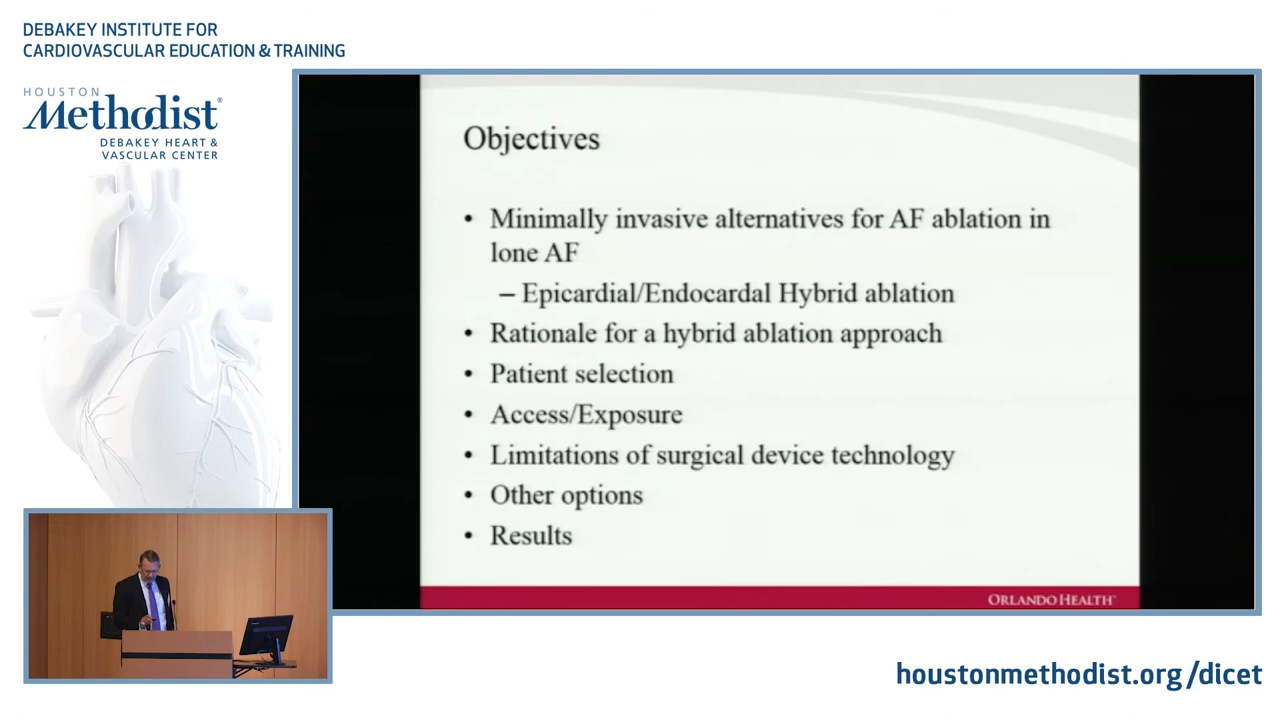 DEBAKEY INSTITUTE FOR
CARDIOVASCULAR EDUCATION & TRAINING
HOUSTON
Methodist®
DEBAKEY HEART &
VASCULAR CENTER
Objectives
• Minimally invasive alternatives for AF ablation in
lone AF
– Epicardial/Endocardal Hybrid ablation
• Rationale for a hybrid ablation approach
• Patient selection
• Access/Exposure
• Limitations of surgical device technology
• Other options
• Results
ORLANDO HEALTH™
houstonmethodist.org/dicet